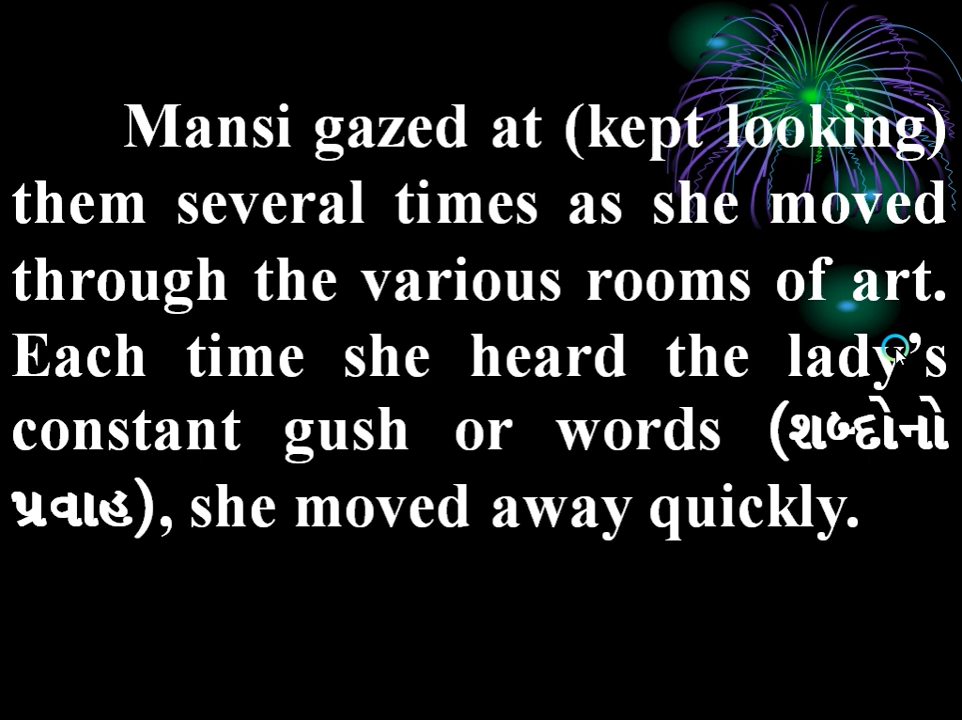 Mansi gazed at (kept looking)
them several times as she moved
through the various rooms of art.
Each time she heard the lady's
constant gush or words (શબ્દોનો
પ્રવાહ), she moved away quickly.